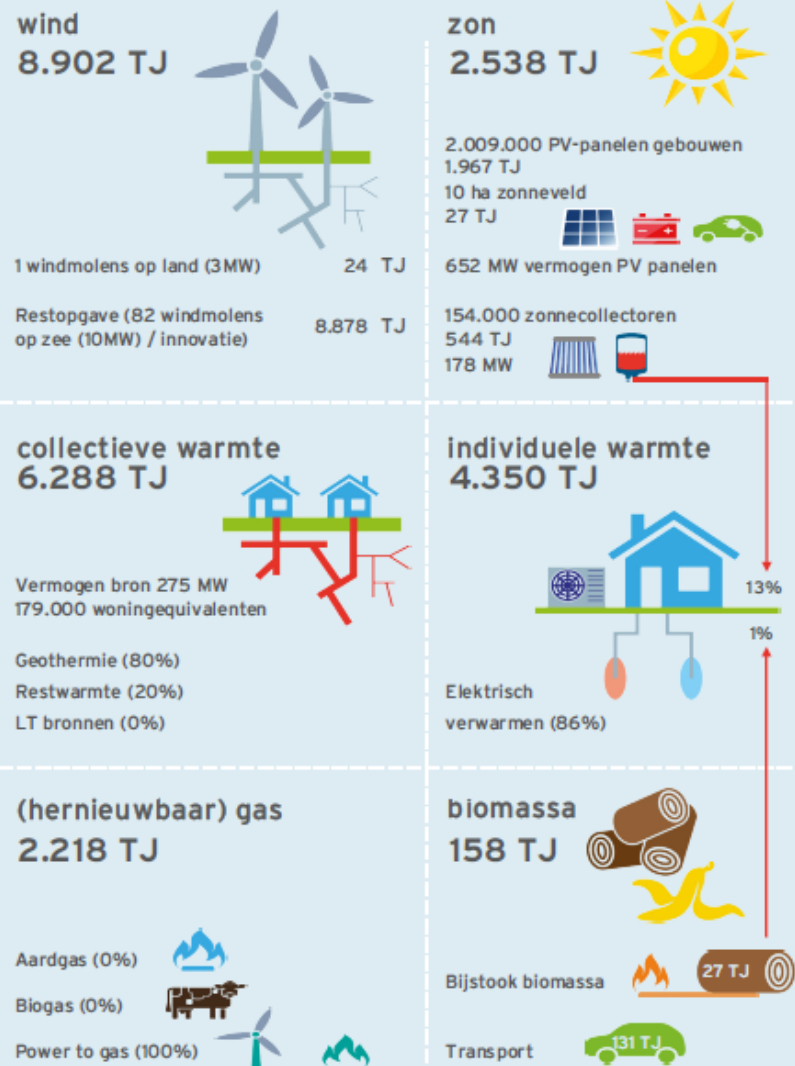 wind
8.902 TJ
1 windmolens op land (3MW) 24 TJ
Restopgave (82 windmolens
op zee (10MW) / innovatie) 8.878 TJ
zon
2.538 TJ
2.009.000 PV-panelen gebouwen
1.967 TJ
10 ha zonneveld
27 TJ
652 MW vermogen PV panelen
154.000 zonnecollectoren
544 TJ
178 MW
collectieve warmte
6.288 TJ
Vermogen bron 275 MW
179.000 woningequivalenten
Geothermie (80%)
Restwarmte (20%)
LT bronnen (0%)
individuele warmte
4.350 TJ
13%
1%
Elektrisch
verwarmen (86%)
(hernieuwbaar) gas
2.218 TJ
Aardgas (0%)
Biogas (0%)
Power to gas (100%)
biomassa
158 TJ
Bijstook biomassa 27 TJ
Transport 131 TJ